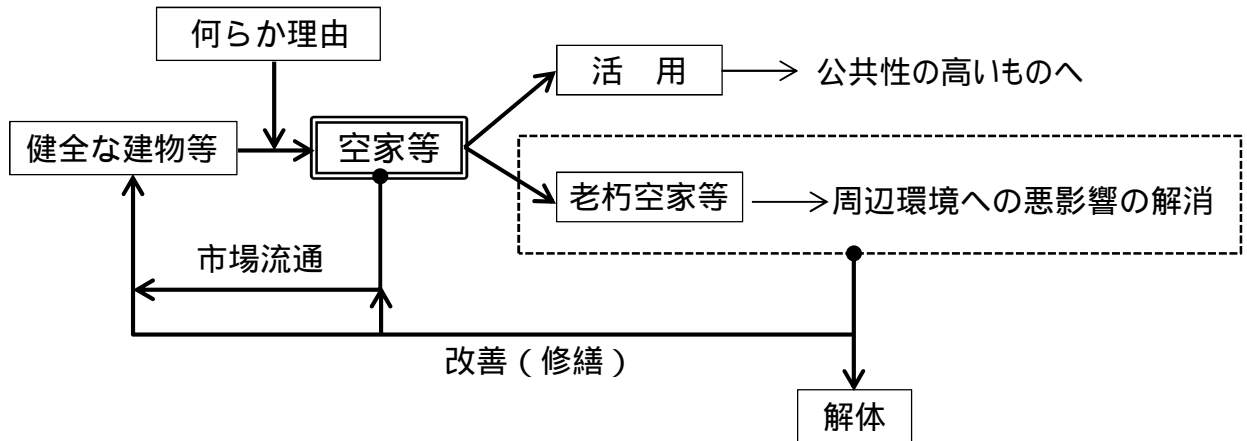 何らか理由
活　用
公共性の高いものへ
健全な建物等
空家等
老朽空家等
周辺環境への悪影響の解消
市場流通
改善（修繕）
解体